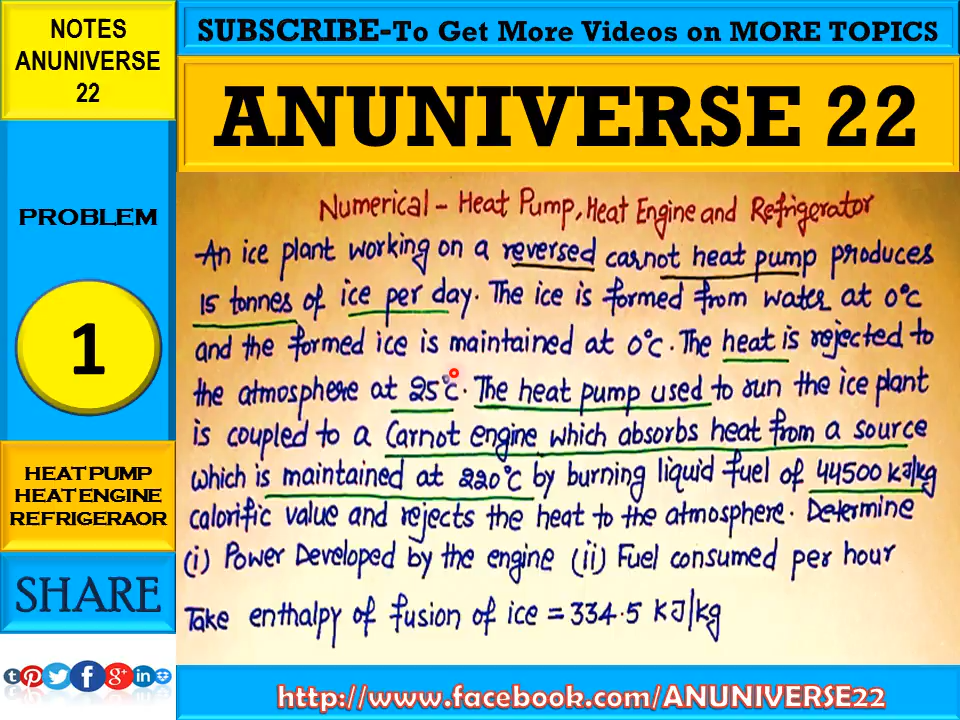 NOTES
ANUNIVERSE
22
SUBSCRIBE-To Get More Videos on MORE TOPICS
ANUNIVERSE 22
PROBLEM
1
HEAT PUMP
HEAT ENGINE
REFRIGERAOR
SHARE
Numerical - Heat Pump, Heat Engine and Refrigerator
An ice plant working on a reversed carnot heat pump produces
15 tonnes of ice per day. The ice is formed from water at 0°C
and the formed ice is maintained at 0°C. The heat is rejected to
the atmosphere at 25°C. The heat pump used to run the ice plant
is coupled to a Carnot engine which absorbs heat from a source
which is maintained at 220°C by burning liquid fuel of 44500 kJ/kg
calorific value and rejects the heat to the atmosphere. Determine
(i) Power Developed by the engine (ii) Fuel consumed per hour
Take enthalpy of fusion of ice = 334.5 kJ/kg
http://www.facebook.com/ANUNIVERSE22